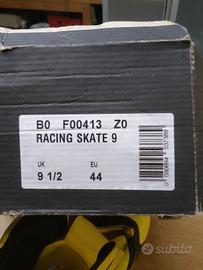 B0 F00413 Z0
RACING SKATE 9
UK EU
9 1/2 44
subito